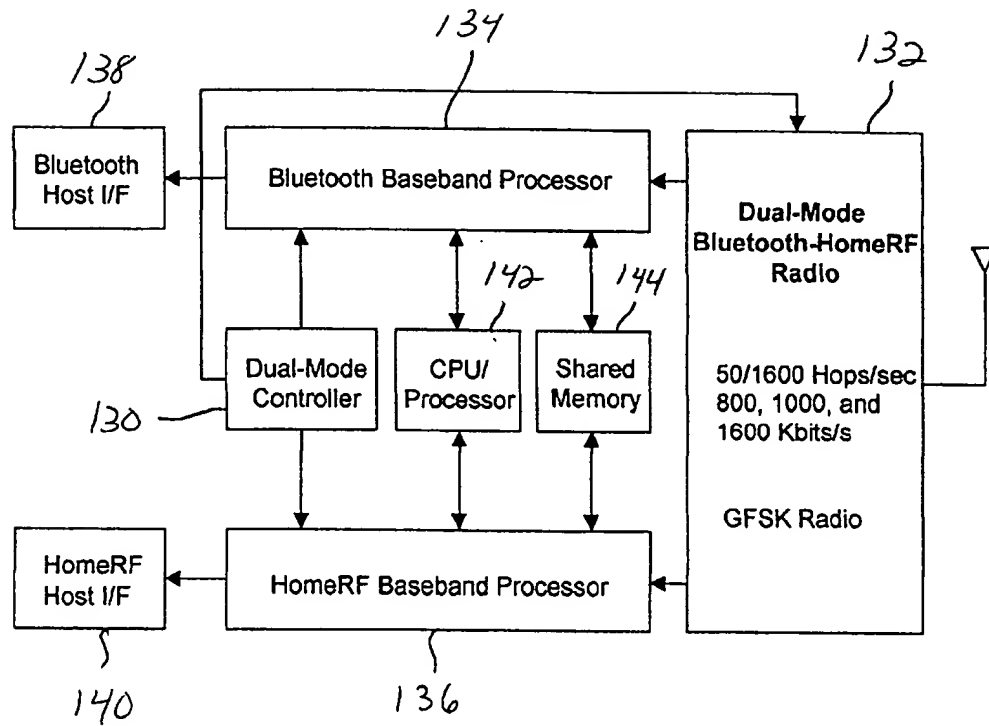 134
138
132
Bluetooth
Host I/F
Bluetooth Baseband Processor
Dual-Mode
Bluetooth-HomeRF
Radio
142
144
Dual-Mode
Controller
CPU/
Processor
Shared
Memory
50/1600 Hops/sec
800, 1000, and
1600 Kbits/s
130
GFSK Radio
HomeRF
Host I/F
HomeRF Baseband Processor
140
136